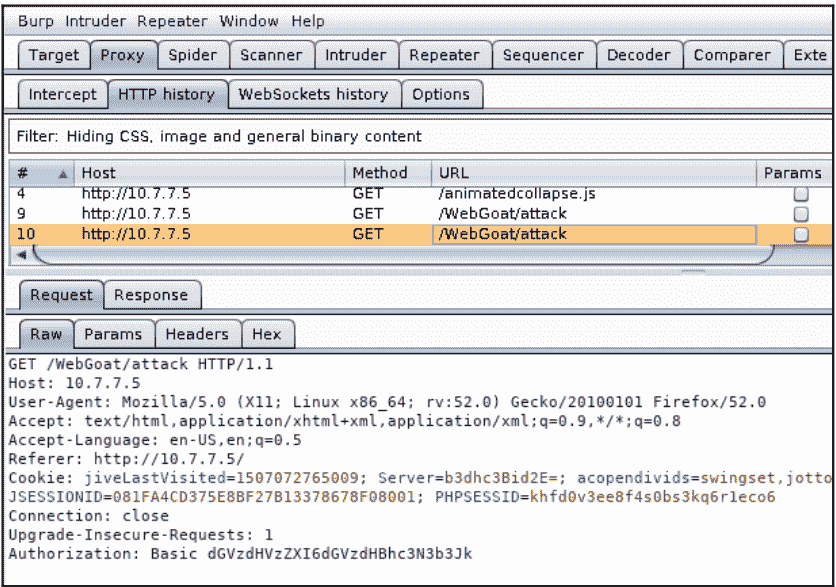 Burp Intruder Repeater Window Help
Target Proxy Spider Scanner Intruder Repeater Sequencer Decoder Comparer Exte
Intercept HTTP history WebSockets history Options
Filter: Hiding CSS, image and general binary content
# Host Method URL Params
4 http://10.7.7.5 GET /animatedcollapse.js
9 http://10.7.7.5 GET /WebGoat/attack
10 http://10.7.7.5 GET /WebGoat/attack
Request Response
Raw Params Headers Hex
GET /WebGoat/attack HTTP/1.1
Host: 10.7.7.5
User-Agent: Mozilla/5.0 (X11; Linux x86_64; rv:52.0) Gecko/20100101 Firefox/52.0
Accept: text/html,application/xhtml+xml,application/xml;q=0.9,*/*;q=0.8
Accept-Language: en-US,en;q=0.5
Referer: http://10.7.7.5/
Cookie: jiveLastVisited=1507072765009; Server=b3dhc3Bid2E=; acopendivids=swingset,jotto
JSESSIONID=081FA4CD375E8BF27B13378678F08001; PHPSESSID=khfd0v3ee8f4s0bs3kq6r1eco6
Connection: close
Upgrade-Insecure-Requests: 1
Authorization: Basic dGVzdHVzZXI6dGVzdHBhc3N3b3Jk